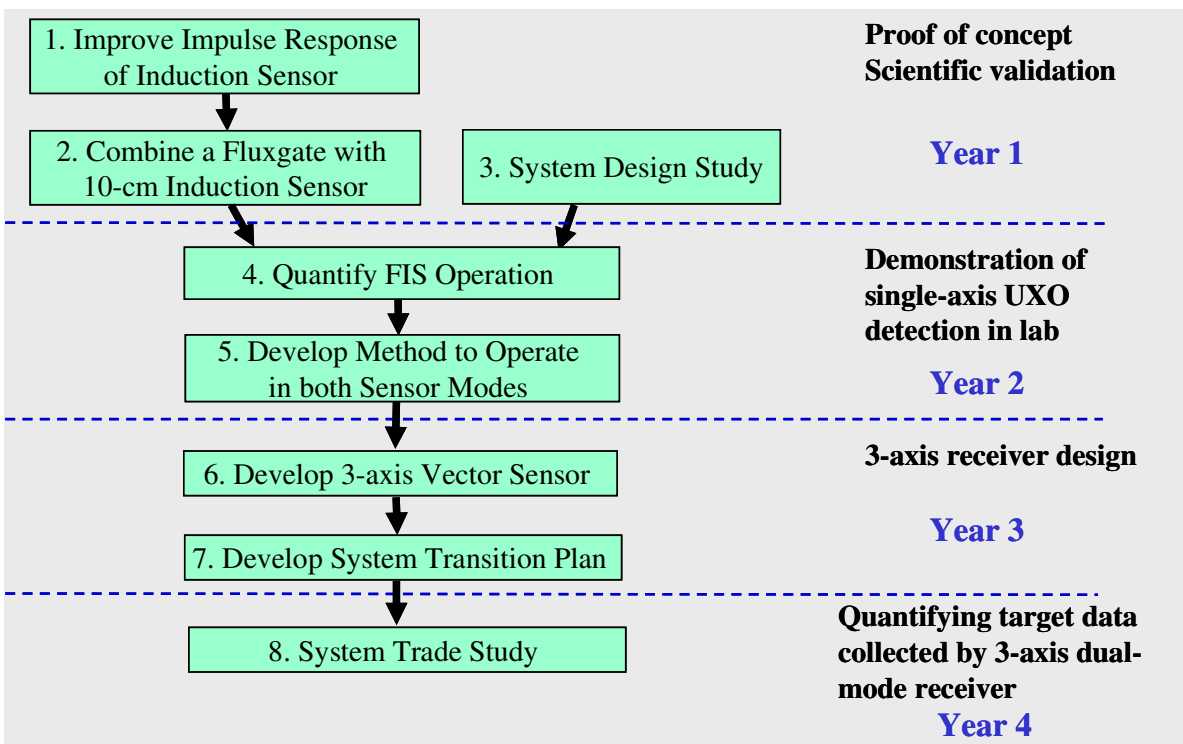 1. Improve Impulse Response
of Induction Sensor
Proof of concept
Scientific validation
2. Combine a Fluxgate with
10-cm Induction Sensor
3. System Design Study
Year 1
4. Quantify FIS Operation
Demonstration of
single-axis UXO
detection in lab
5. Develop Method to Operate
in both Sensor Modes
Year 2
6. Develop 3-axis Vector Sensor
3-axis receiver design
Year 3
7. Develop System Transition Plan
8. System Trade Study
Quantifying target data
collected by 3-axis dual-
mode receiver
Year 4